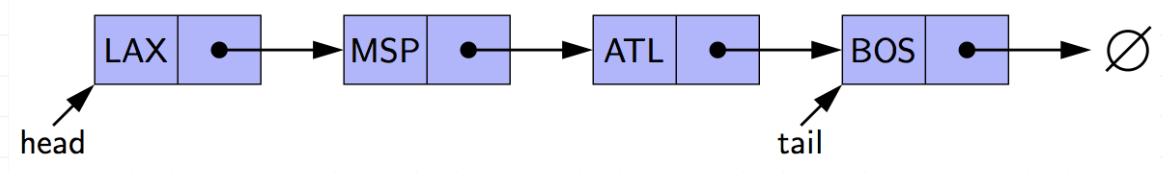 LAX MSP ATL BOS ∅
head tail